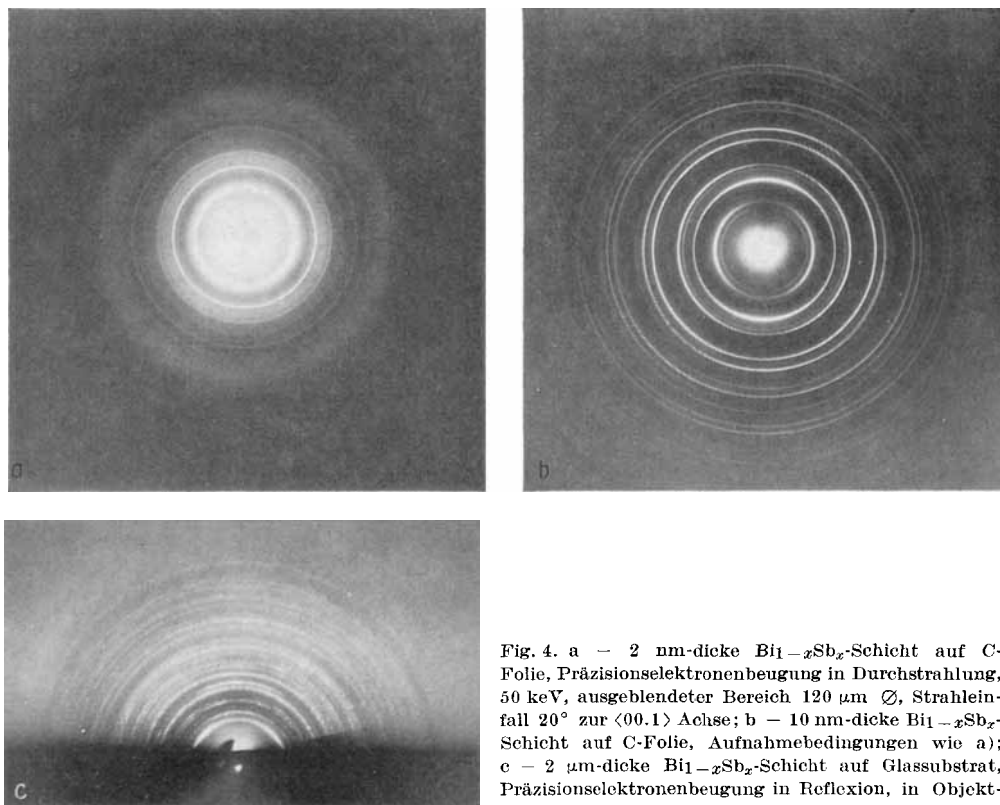 a
b
c
Fig. 4. a — 2 nm-dicke Bi1−xSbx-Schicht auf C-
Folie, Präzisionselektronenbeugung in Durchstrahlung,
50 keV, ausgeblendeter Bereich 120 μm Ø, Strahlein-
fall 20° zur ⟨00.1⟩ Achse; b — 10 nm-dicke Bi1−xSbx-
Schicht auf C-Folie, Aufnahmebedingungen wie a);
c — 2 μm-dicke Bi1−xSbx-Schicht auf Glassubstrat,
Präzisionselektronenbeugung in Reflexion, in Objekt-